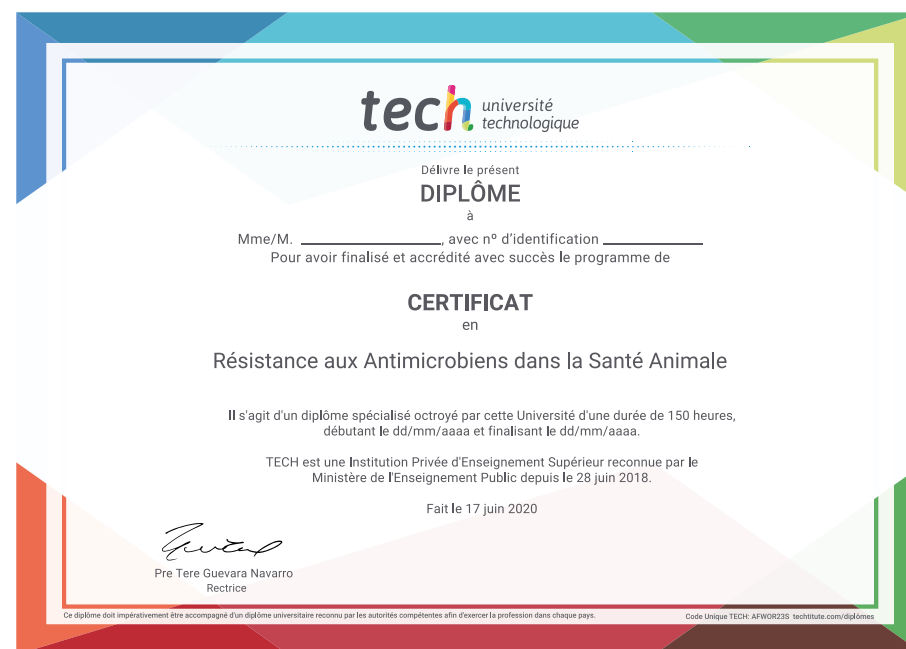 tech université
technologique
Délivre le présent
DIPLÔME
à
Mme/M. ____________________, avec nº d'identification ______________
Pour avoir finalisé et accrédité avec succès le programme de
CERTIFICAT
en
Résistance aux Antimicrobiens dans la Santé Animale
Il s'agit d'un diplôme spécialisé octroyé par cette Université d'une durée de 150 heures,
débutant le dd/mm/aaaa et finalisant le dd/mm/aaaa.
TECH est une Institution Privée d'Enseignement Supérieur reconnue par le
Ministère de l'Enseignement Public depuis le 28 juin 2018.
Fait le 17 juin 2020
Pre Tere Guevara Navarro
Rectrice
Ce diplôme doit impérativement être accompagné d'un diplôme universitaire reconnu par les autorités compétentes afin d'exercer la profession dans chaque pays.
Code Unique TECH: AFWOR23S techtitute.com/diplômes